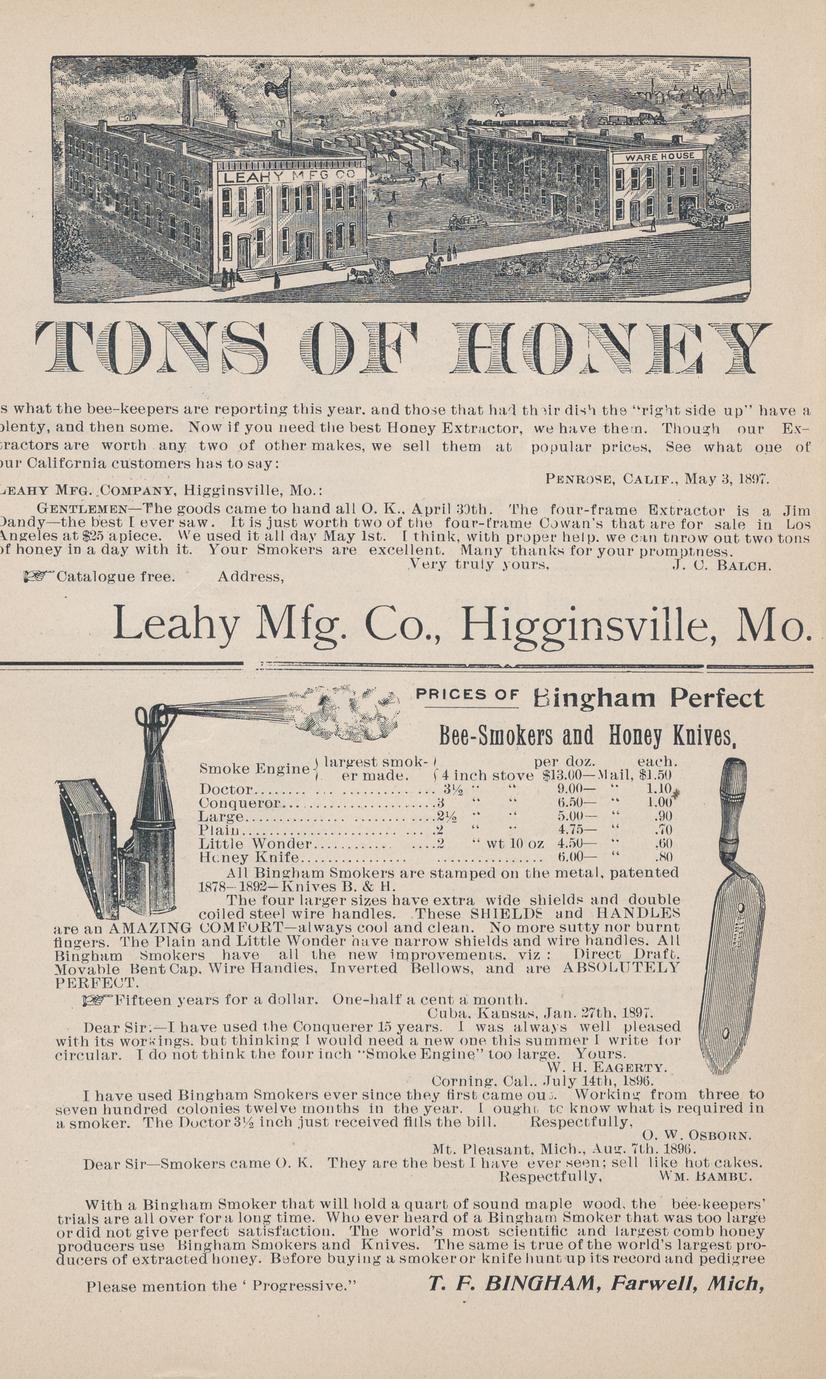 LEAHY MFG CO
WARE HOUSE
TONS OF HONEY
s what the bee-keepers are reporting this year, and those that had their dish the “right side up” have a
plenty, and then some. Now if you need the best Honey Extractor, we have them. Though our Ex-
tractors are worth any two of other makes, we sell them at popular prices, See what one of
our California customers has to say:
PENROSE, CALIF., May 3, 1897.
LEAHY MFG. COMPANY, Higginsville, Mo.:
GENTLEMEN—The goods came to hand all O. K., April 30th. The four-frame Extractor is a Jim
Dandy—the best I ever saw. It is just worth two of the four-frame Cowan's that are for sale in Los
Angeles at $25 apiece. We used it all day May 1st. I think, with proper help, we can throw out two tons
of honey in a day with it. Your Smokers are excellent. Many thanks for your promptness.
Very truly yours, J. C. BALCH.
☞Catalogue free. Address,
Leahy Mfg. Co., Higginsville, Mo.
PRICES OF Bingham Perfect
Bee-Smokers and Honey Knives,
per doz. each.
Smoke Engine { largest smok-er made. { 4 inch stove $13.00—Mail, $1.50
Doctor.................... 3½ “ “ 9.00— “ 1.10
Conqueror....................3 “ “ 6.50— “ 1.00
Large....................2½ “ “ 5.00— “ .90
Plain....................2 “ “ 4.75— “ .70
Little Wonder....................2 “ wt 10 oz 4.50— “ .60
Honey Knife.................... 6.00— “ .80
All Bingham Smokers are stamped on the metal, patented
1878—1892—Knives B. & H.
The four larger sizes have extra wide shields and double
coiled steel wire handles. These SHIELDS and HANDLES
are an AMAZING COMFORT—always cool and clean. No more sutty nor burnt
fingers. The Plain and Little Wonder have narrow shields and wire handles. All
Bingham Smokers have all the new improvements, viz : Direct Draft,
Movable Bent Cap, Wire Handles, Inverted Bellows, and are ABSOLUTELY
PERFECT.
☞Fifteen years for a dollar. One-half a cent a month.
Cuba, Kansas, Jan. 27th, 1897.
Dear Sir:—I have used the Conquerer 15 years. I was always well pleased
with its workings, but thinking I would need a new one this summer I write for
circular. I do not think the four inch “Smoke Engine” too large. Yours.
W. H. EAGERTY.
Corning, Cal., July 14th, 1896.
I have used Bingham Smokers ever since they first came out. Working from three to
seven hundred colonies twelve months in the year. I ought to know what is required in
a smoker. The Doctor 3½ inch just received fills the bill. Respectfully,
O. W. OSBORN.
Mt. Pleasant, Mich., Aug. 7th, 1896.
Dear Sir—Smokers came O. K. They are the best I have ever seen; sell like hot cakes.
Respectfully, WM. BAMBU.
With a Bingham Smoker that will hold a quart of sound maple wood, the bee-keepers'
trials are all over for a long time. Who ever heard of a Bingham Smoker that was too large
or did not give perfect satisfaction. The world's most scientific and largest comb honey
producers use Bingham Smokers and Knives. The same is true of the world's largest pro-
ducers of extracted honey. Before buying a smoker or knife hunt up its record and pedigree
Please mention the ‘ Progressive.” T. F. BINGHAM, Farwell, Mich,